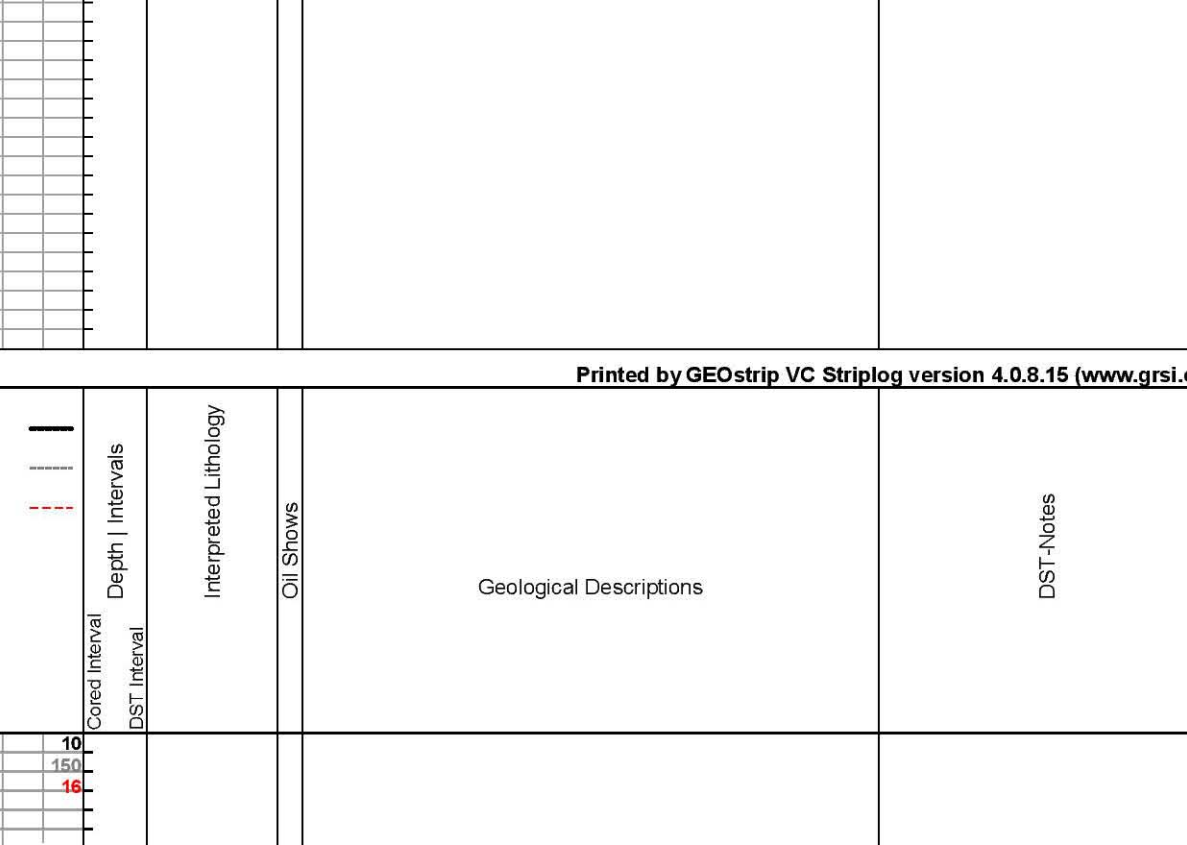 Printed by GEOstrip VC Striplog version 4.0.8.15 (www.grsi.
Depth | Intervals
Cored Interval
DST Interval
Interpreted Lithology
Oil Shows
Geological Descriptions
DST-Notes
10
150
16